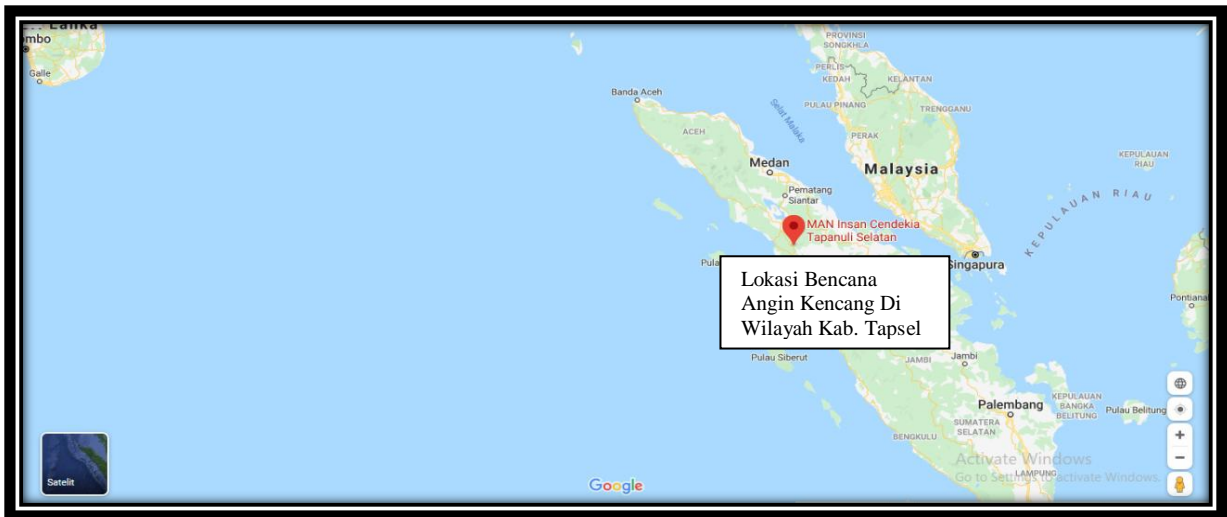 Lanka
mbo
Galle
PROVINSI
SONGKHLA
PERLIS
KEDAH
KELANTAN
Banda Aceh
PULAU PINANG
TRENGGANU
Selat Malaka
ACEH
PERAK
Medan
Malaysia
KEPULAUAN
RIAU
Pematang
Siantar
KEPULAUAN RIAU
MAN Insan Cendekia
Tapanuli Selatan
Pula
Singapura
Lokasi Bencana
Angin Kencang Di
Wilayah Kab. Tapsel
Pontiana
Pulau Siberut
JAMBI
Jambi
Palembang
KEPULAUAN
BANGKA
BELITUNG
Pulau Belitung
SUMATERA
SELATAN
BENGKULU
Activate Windows
Go to Settings to activate Windows.
LAMPUNG
Satelit
Google